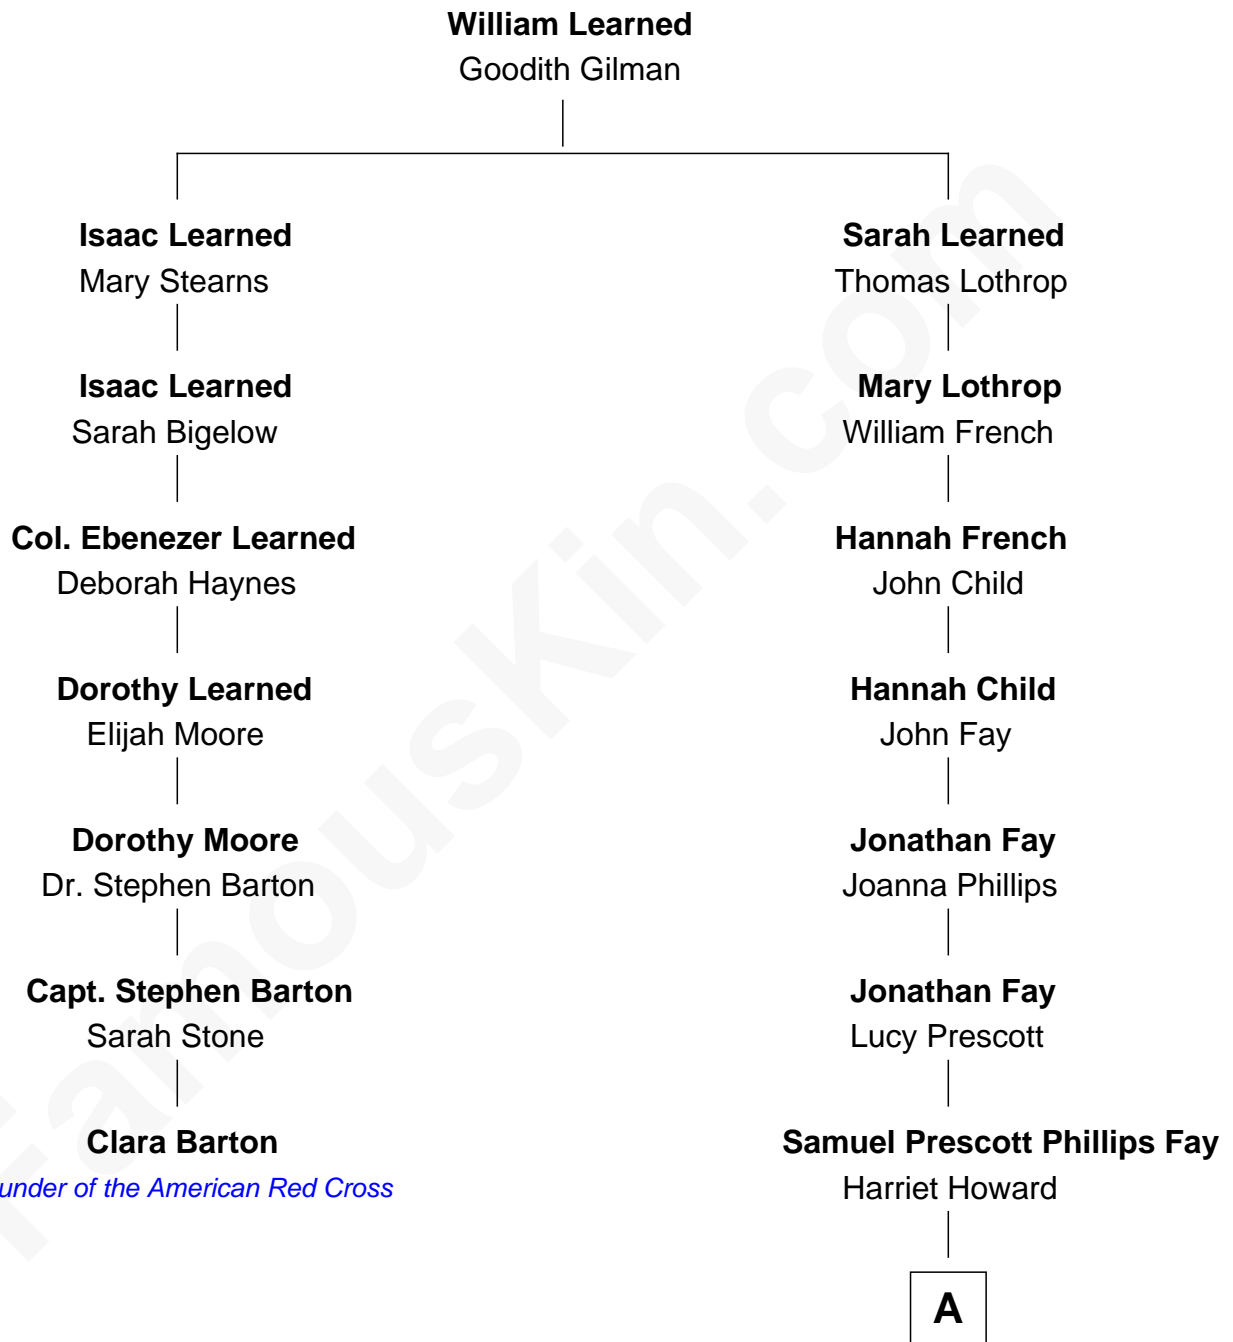 William Learned
Goodith Gilman
Isaac Learned
Mary Stearns
Isaac Learned
Sarah Bigelow
Col. Ebenezer Learned
Deborah Haynes
Dorothy Learned
Elijah Moore
Dorothy Moore
Dr. Stephen Barton
Capt. Stephen Barton
Sarah Stone
Clara Barton
under of the American Red Cross
Sarah Learned
Thomas Lothrop
Mary Lothrop
William French
Hannah French
John Child
Hannah Child
John Fay
Jonathan Fay
Joanna Phillips
Jonathan Fay
Lucy Prescott
Samuel Prescott Phillips Fay
Harriet Howard
A
FamousKin.com